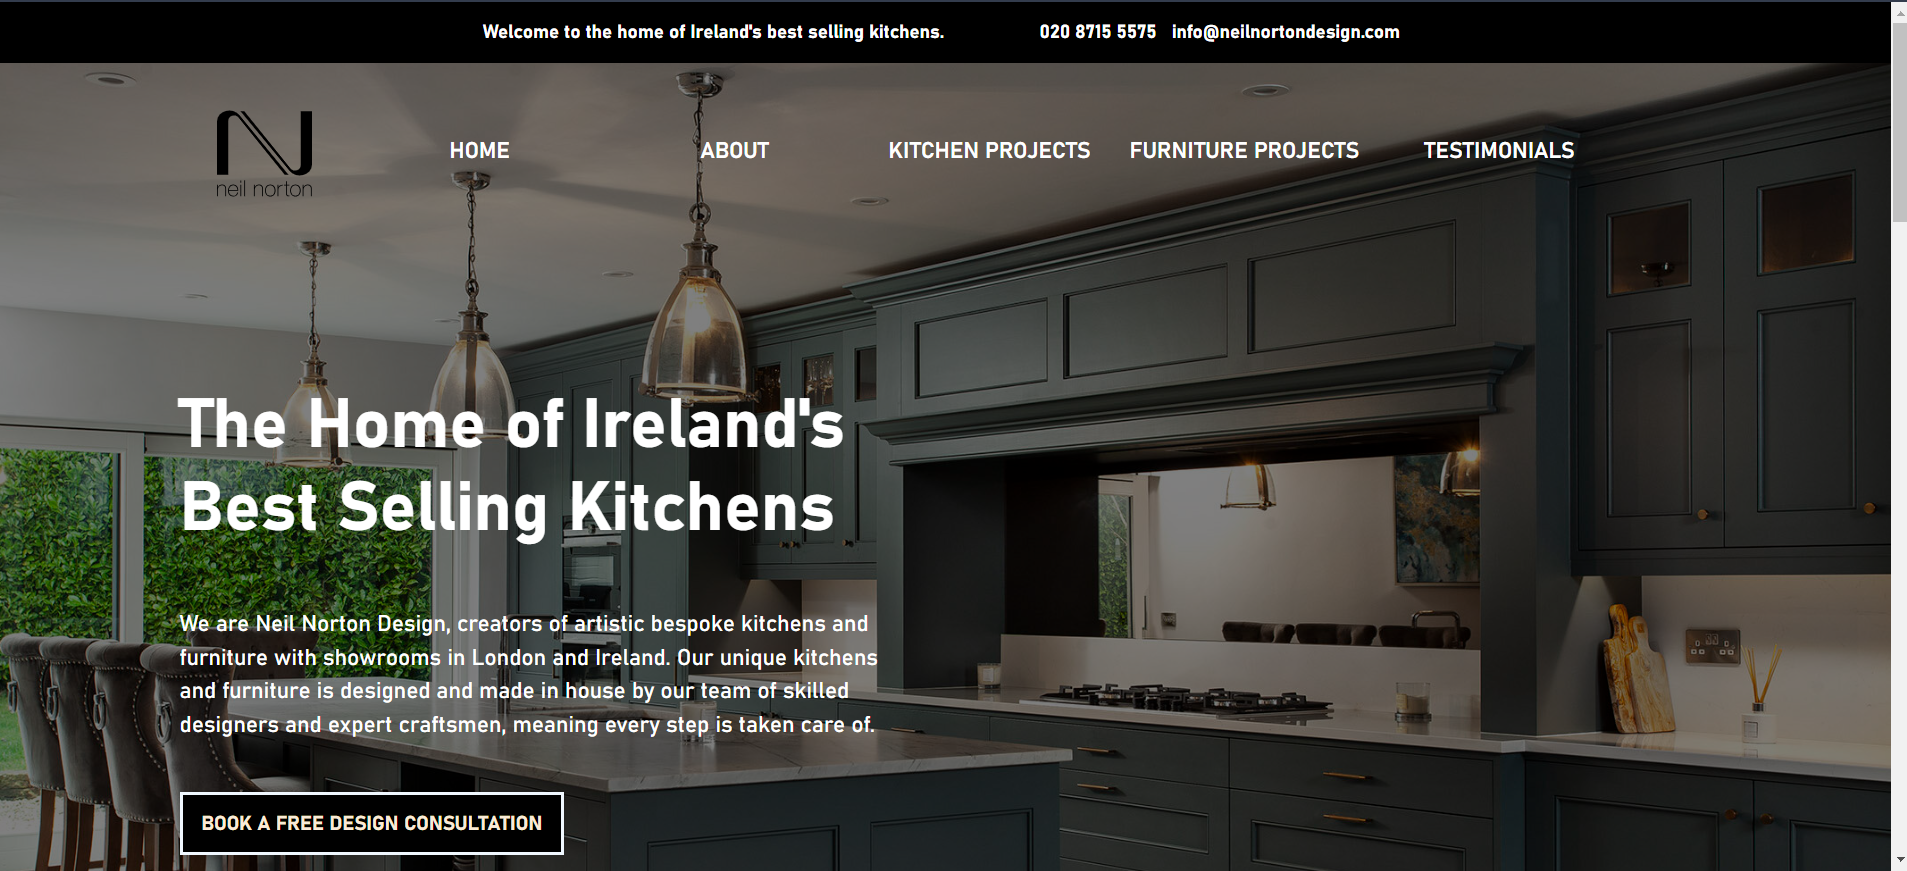 Welcome to the home of Ireland's best selling kitchens. 020 8715 5575 info@neilnortondesign.com
neil norton
HOME ABOUT KITCHEN PROJECTS FURNITURE PROJECTS TESTIMONIALS
The Home of Ireland's
Best Selling Kitchens
We are Neil Norton Design, creators of artistic bespoke kitchens and
furniture with showrooms in London and Ireland. Our unique kitchens
and furniture is designed and made in house by our team of skilled
designers and expert craftsmen, meaning every step is taken care of.
BOOK A FREE DESIGN CONSULTATION